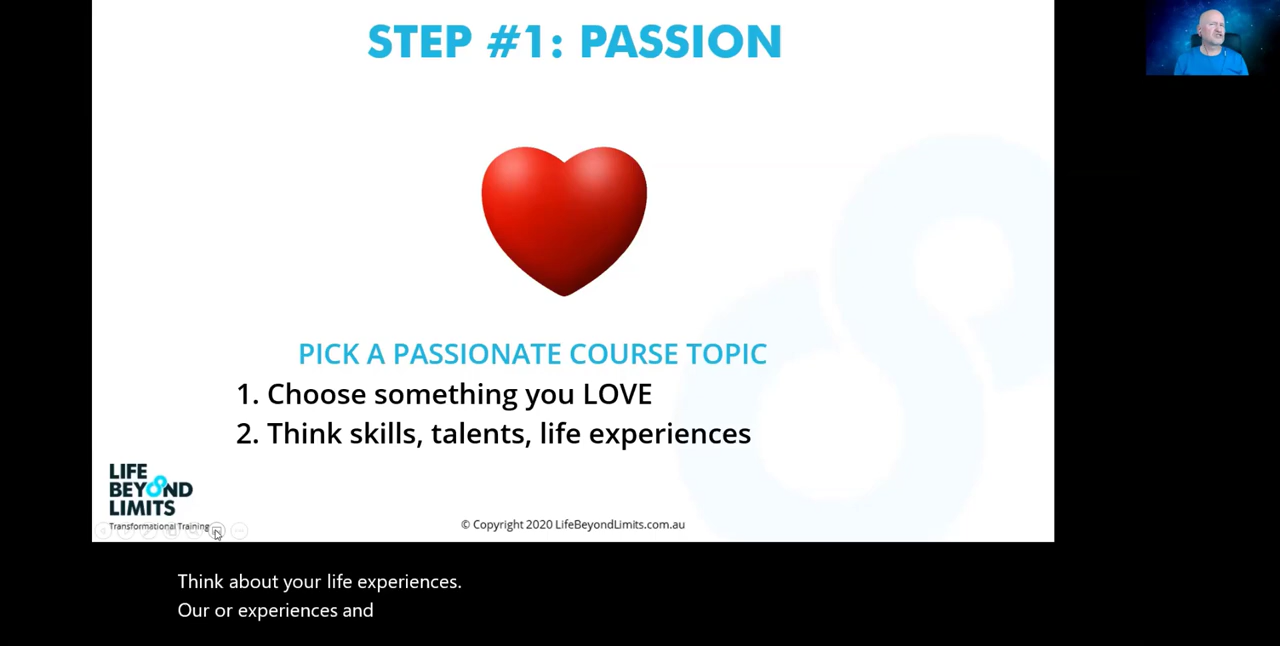 STEP #1: PASSION
PICK A PASSIONATE COURSE TOPIC
1. Choose something you LOVE
2. Think skills, talents, life experiences
LIFE
BEYOND
LIMITS
Transformational Training
© Copyright 2020 LifeBeyondLimits.com.au
Think about your life experiences.
Our or experiences and